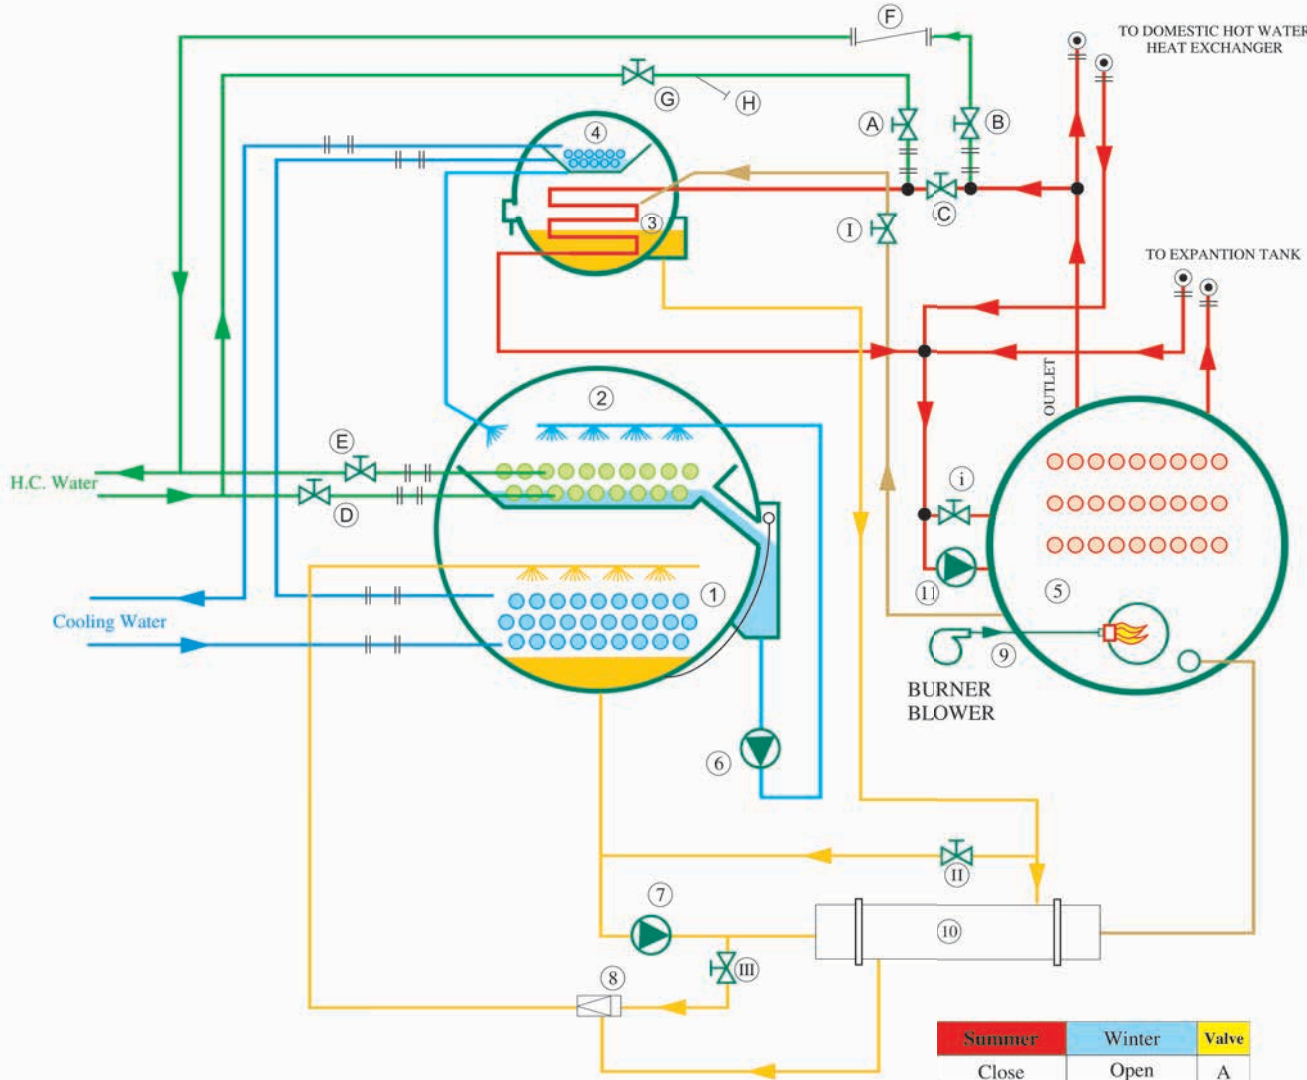 F
TO DOMESTIC HOT WATER
HEAT EXCHANGER
G
H
A
B
4
C
3
I
TO EXPANTION TANK
OUTLET
2
E
H.C. Water
D
i
1
11
5
Cooling Water
9
BURNER
BLOWER
6
II
7
10
III
8
Summer Winter Valve
Close Open A